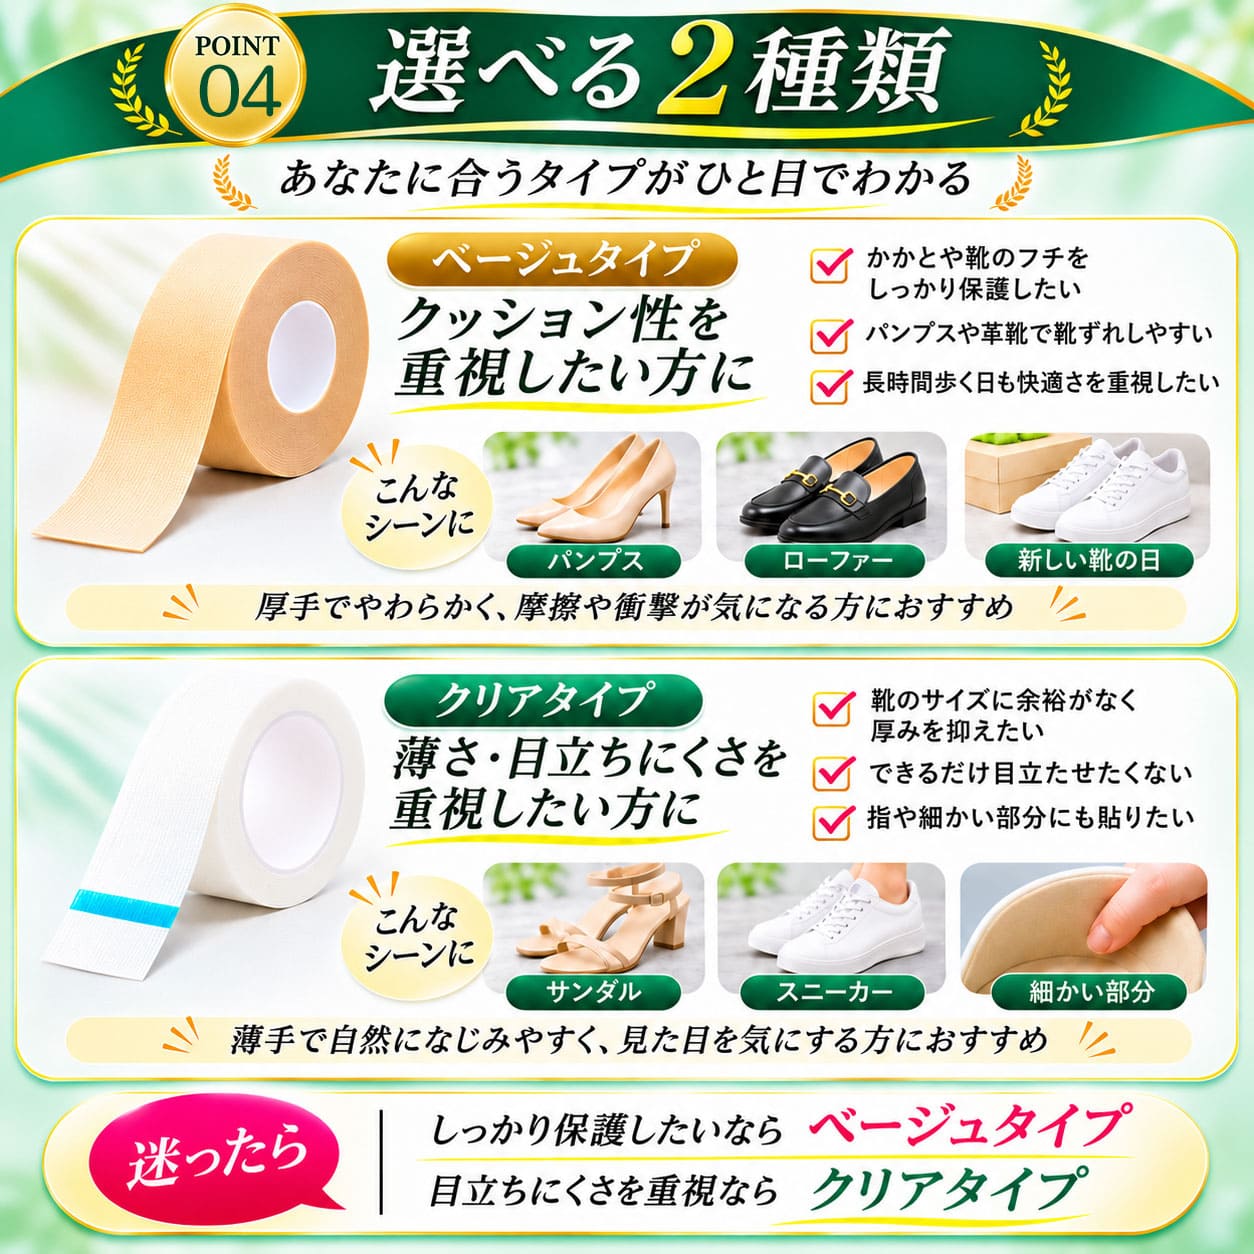 POINT
04
選べる2種類
あなたに合うタイプがひと目でわかる
ベージュタイプ
クッション性を
重視したい方に
かかとや靴のフチを
しっかり保護したい
パンプスや革靴で靴ずれしやすい
長時間歩く日も快適さを重視したい
こんな
シーンに
パンプス
ローファー
新しい靴の日
厚手でやわらかく、摩擦や衝撃が気になる方におすすめ
クリアタイプ
薄さ・目立ちにくさを
重視したい方に
靴のサイズに余裕がなく
厚みを抑えたい
できるだけ目立たせたくない
指や細かい部分にも貼りたい
こんな
シーンに
サンダル
スニーカー
細かい部分
薄手で自然になじみやすく、見た目を気にする方におすすめ
迷ったら
しっかり保護したいなら ベージュタイプ
目立ちにくさを重視なら クリアタイプ